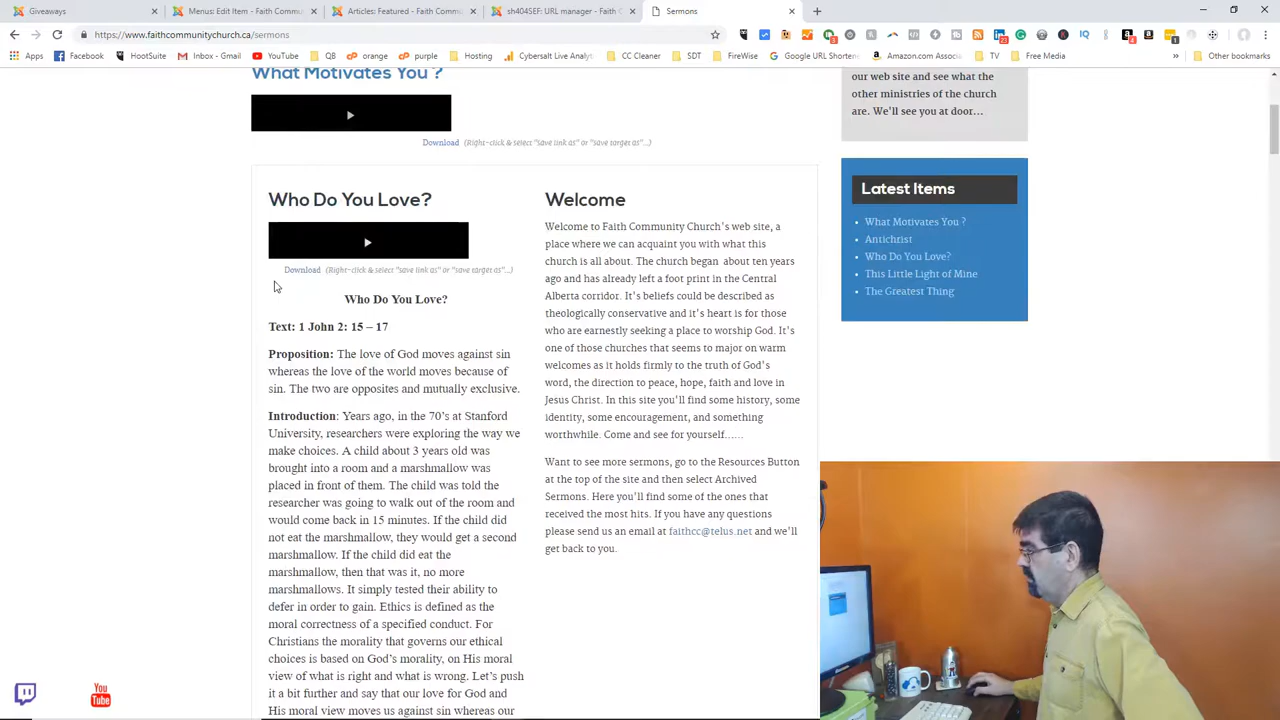 Giveaways
Menus: Edit Item - Faith Commu
Articles: Featured - Faith Commu
sh404SEF: URL manager - Faith C
Sermons
https://www.faithcommunitychurch.ca/sermons
Apps
Facebook
HootSuite
Inbox - Gmail
YouTube
QB
orange
purple
Hosting
Cybersalt Live Analyt
CC Cleaner
SDT
FireWise
Google URL Shortene
Amazon.com Associat
TV
Free Media
»
Other bookmarks
What Motivates You ?
Download (Right-click & select "save link as" or "save target as"...)
Who Do You Love?
Download (Right-click & select "save link as" or "save target as"...)
Who Do You Love?
Text: 1 John 2: 15 – 17
Proposition: The love of God moves against sin
whereas the love of the world moves because of
sin. The two are opposites and mutually exclusive.
Introduction: Years ago, in the 70's at Stanford
University, researchers were exploring the way we
make choices. A child about 3 years old was
brought into a room and a marshmallow was
placed in front of them. The child was told the
researcher was going to walk out of the room and
would come back in 15 minutes. If the child did
not eat the marshmallow, they would get a second
marshmallow. If the child did eat the
marshmallow, then that was it, no more
marshmallows. It simply tested their ability to
defer in order to gain. Ethics is defined as the
moral correctness of a specified conduct. For
Christians the morality that governs our ethical
choices is based on God's morality, on His moral
view of what is right and what is wrong. Let's push
it a bit further and say that our love for God and
His moral view moves us against sin whereas our
Welcome
Welcome to Faith Community Church's web site, a
place where we can acquaint you with what this
church is all about. The church began about ten years
ago and has already left a foot print in the Central
Alberta corridor. It's beliefs could be described as
theologically conservative and it's heart is for those
who are earnestly seeking a place to worship God. It's
one of those churches that seems to major on warm
welcomes as it holds firmly to the truth of God's
word, the direction to peace, hope, faith and love in
Jesus Christ. In this site you'll find some history, some
identity, some encouragement, and something
worthwhile. Come and see for yourself......
Want to see more sermons, go to the Resources Button
at the top of the site and then select Archived
Sermons. Here you'll find some of the ones that
received the most hits. If you have any questions
please send us an email at faithcc@telus.net and we'll
get back to you.
our web site and see what the
other ministries of the church
are. We'll see you at door...
Latest Items
What Motivates You ?
Antichrist
Who Do You Love?
This Little Light of Mine
The Greatest Thing
You
Tube